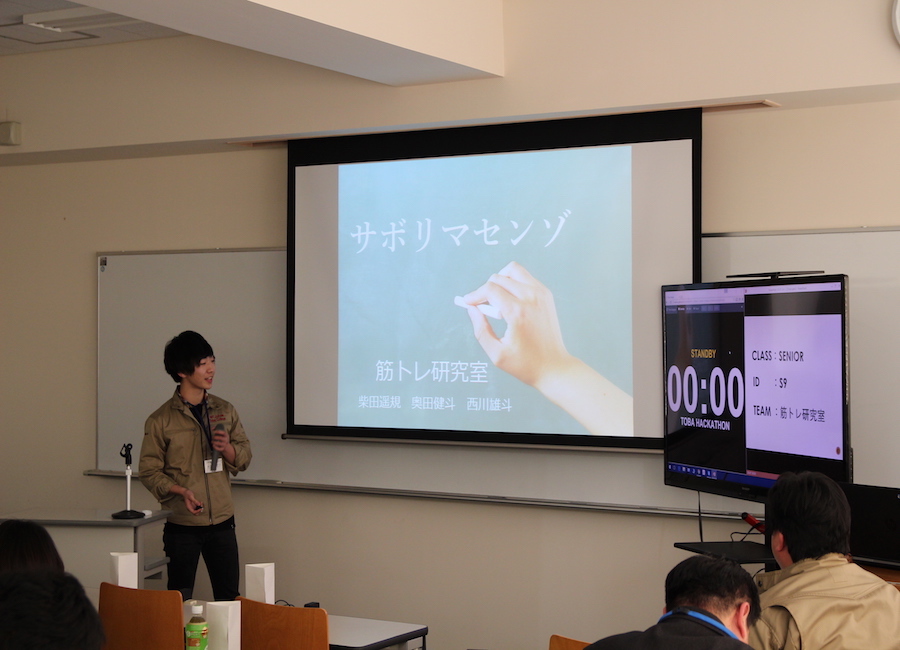 サボリマセンゾ
筋トレ研究室
柴田遥規 奥田健斗 西川雄斗
STANDBY
00:00
TOBA HACKATHON
CLASS : SENIOR
ID : S9
TEAM : 筋トレ研究室